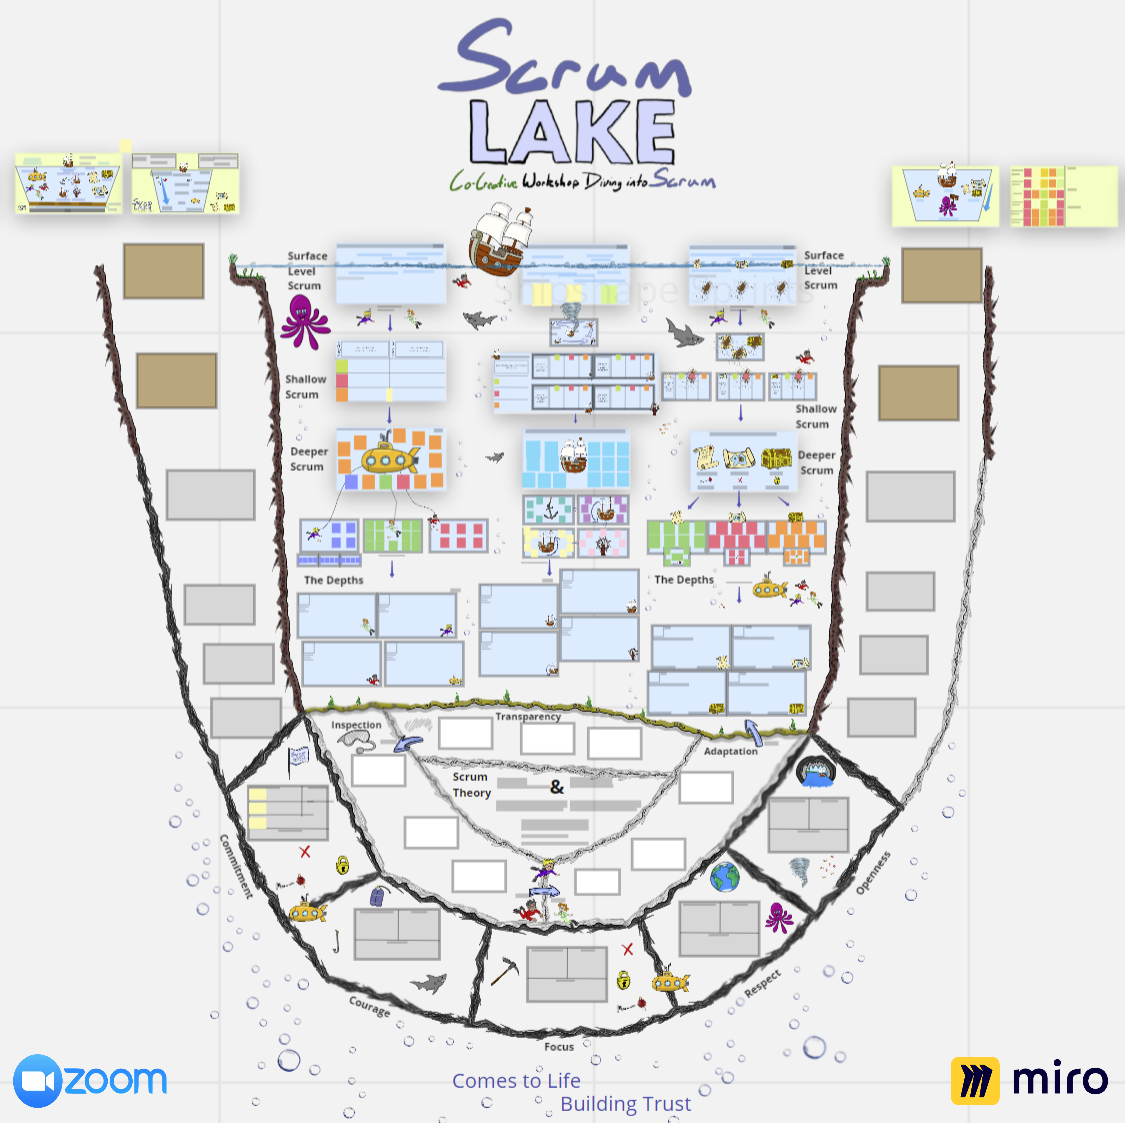 Scrum
LAKE
Co-Creative Workshop Diving into Scrum
Surface
Level
Scrum
Surface
Level
Scrum
Shallow
Scrum
Shallow
Scrum
Deeper
Scrum
Deeper
Scrum
The Depths
The Depths
Inspection
Transparency
Adaptation
Scrum
Theory
&
Commitment
Openness
Courage
Respect
Focus
zoom
Comes to Life
Building Trust
miro